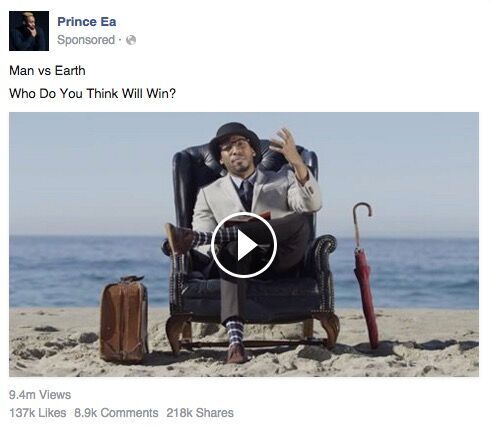 Prince Ea
Sponsored ·
Man vs Earth
Who Do You Think Will Win?
9.4m Views
137k Likes 8.9k Comments 218k Shares